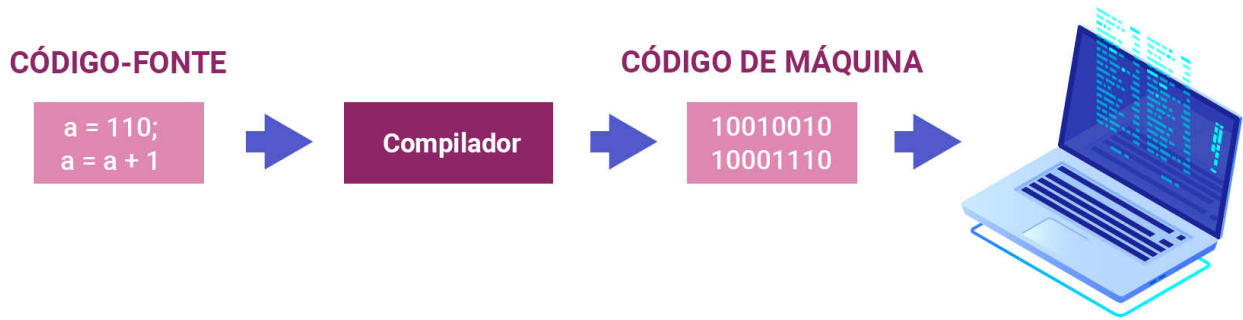 CÓDIGO-FONTE
a = 110;
a = a + 1
Compilador
CÓDIGO DE MÁQUINA
10010010
10001110